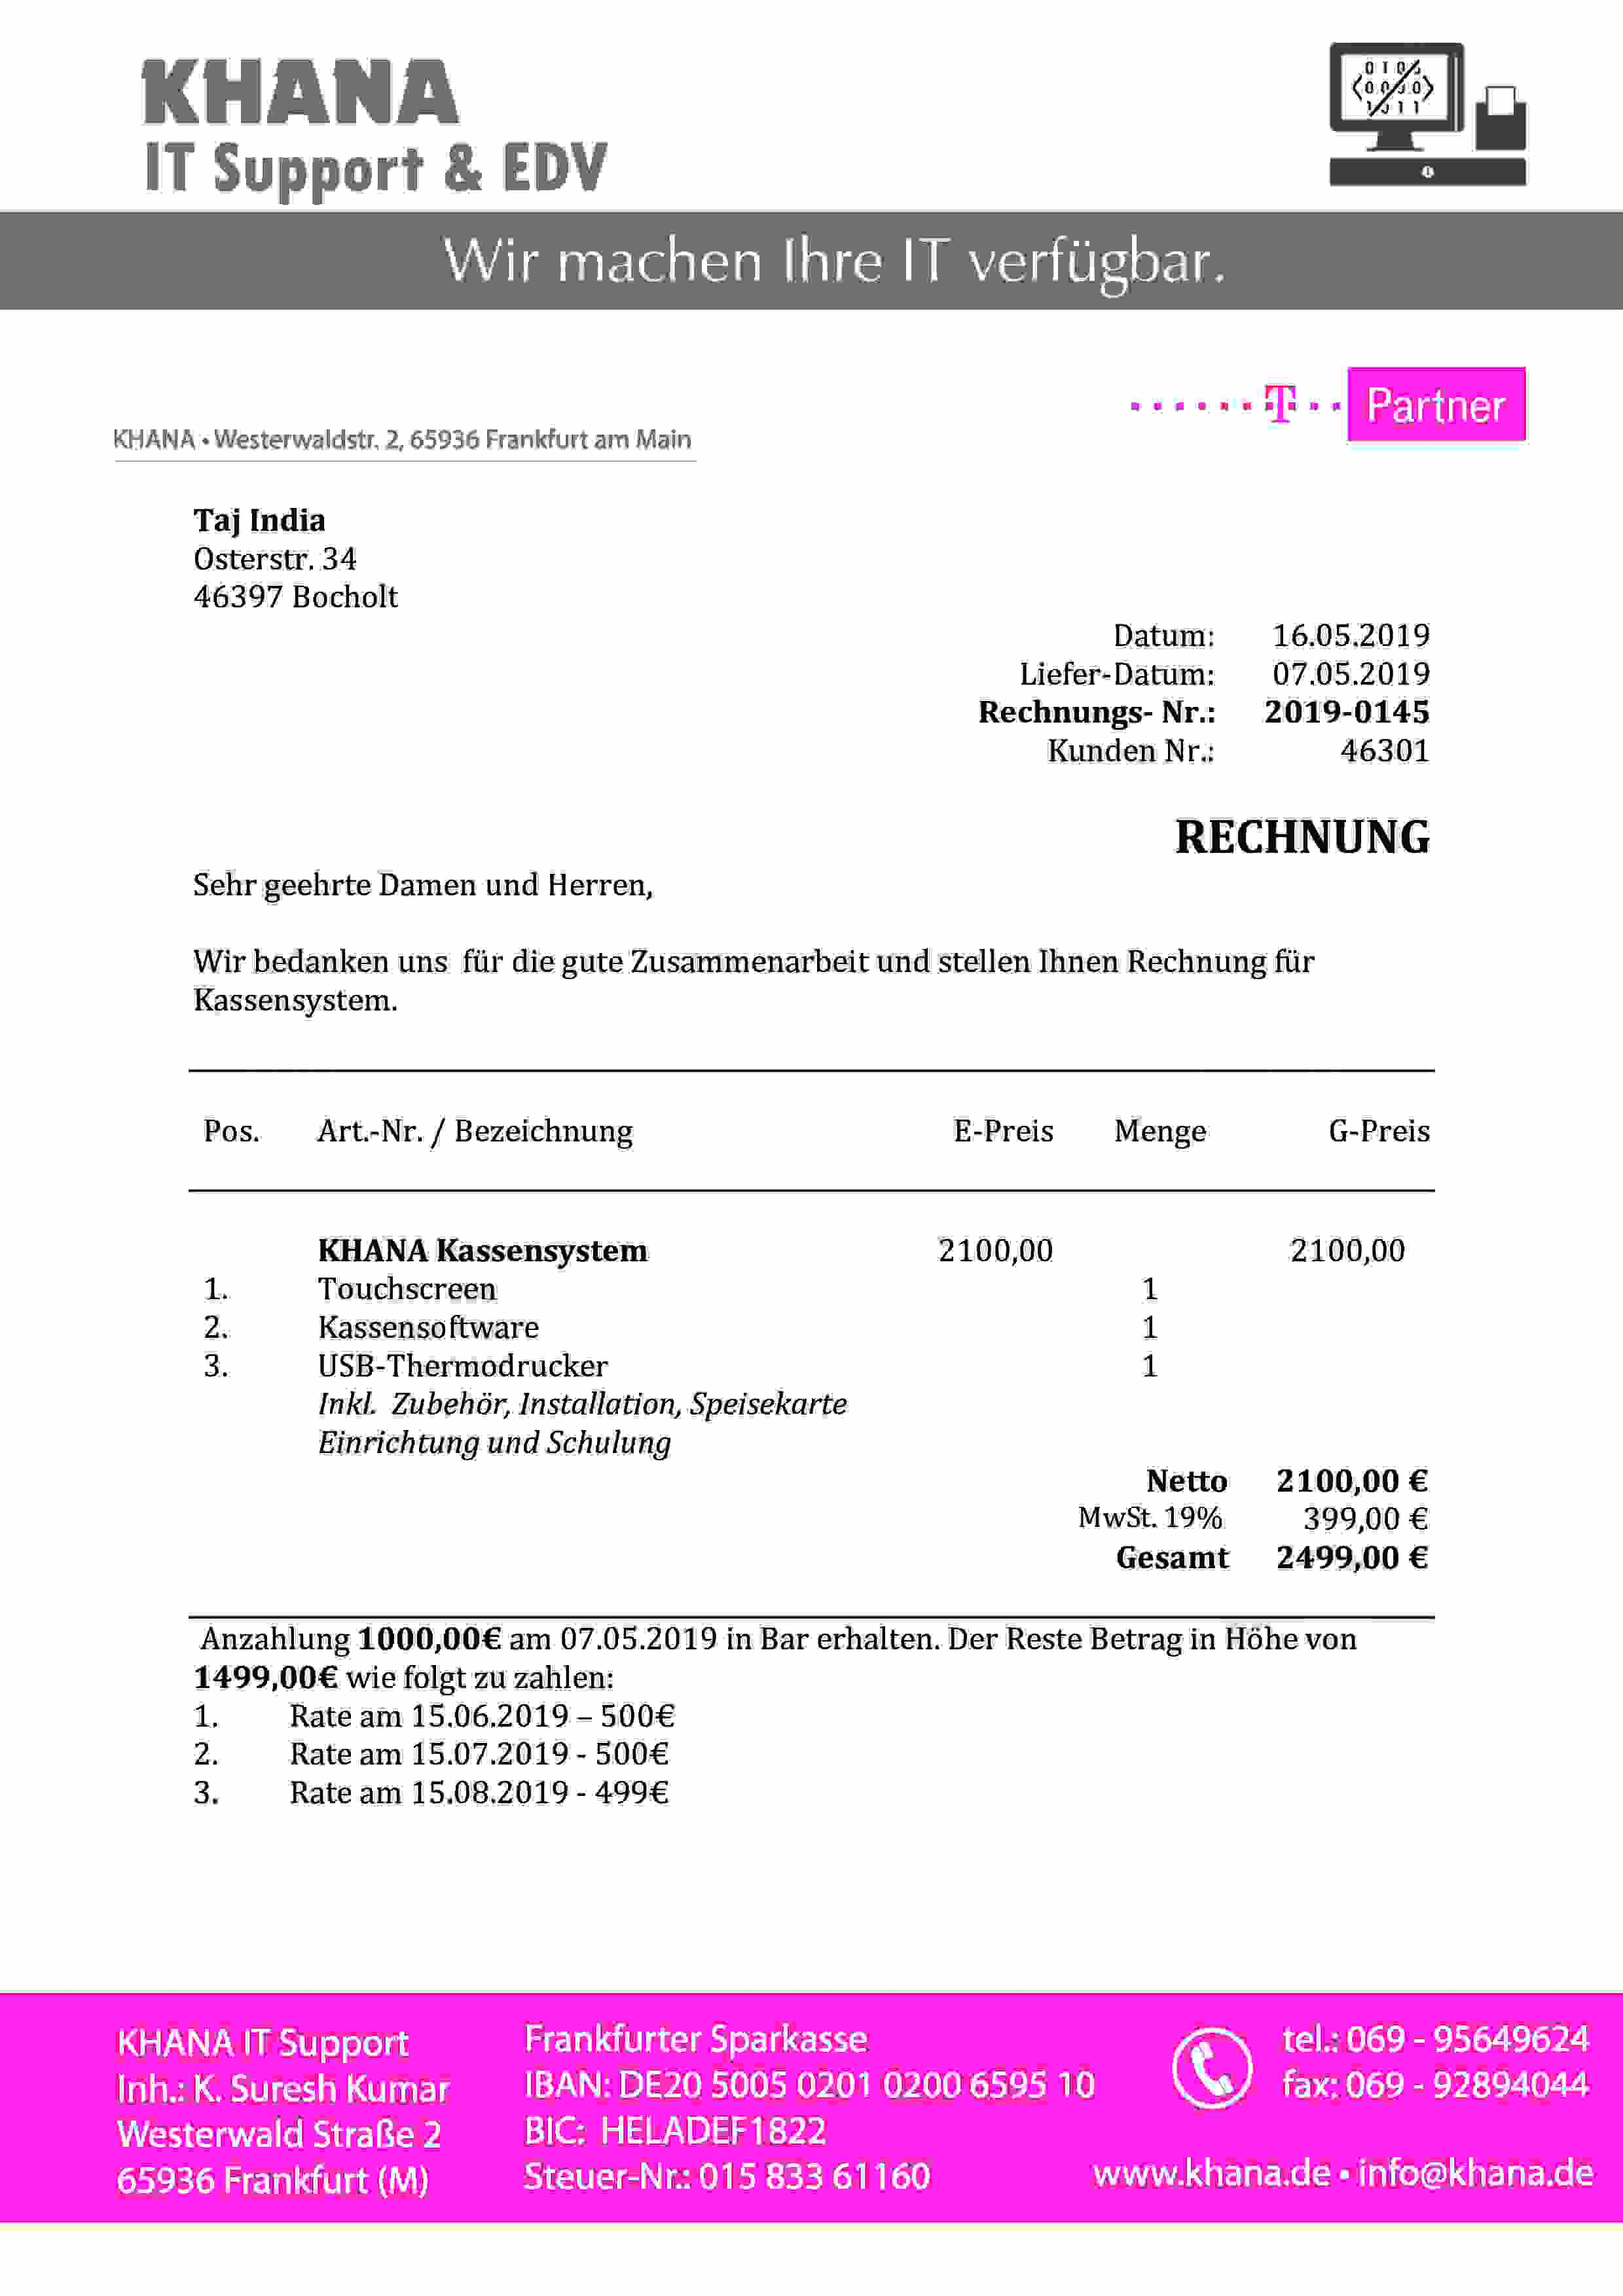 KHANA
IT Support & EDV
Wir machen Ihre IT verfügbar.
T Partner
KHANA • Westerwaldstr. 2, 65936 Frankfurt am Main
Taj India
Osterstr. 34
46397 Bocholt
Datum: 16.05.2019
Liefer-Datum: 07.05.2019
Rechnungs- Nr.: 2019-0145
Kunden Nr.: 46301
RECHNUNG
Sehr geehrte Damen und Herren,
Wir bedanken uns für die gute Zusammenarbeit und stellen Ihnen Rechnung für
Kassensystem.
Pos. Art.-Nr. / Bezeichnung E-Preis Menge G-Preis
KHANA Kassensystem 2100,00 2100,00
1. Touchscreen 1
2. Kassensoftware 1
3. USB-Thermodrucker 1
Inkl. Zubehör, Installation, Speisekarte
Einrichtung und Schulung
Netto 2100,00 €
MwSt. 19% 399,00 €
Gesamt 2499,00 €
Anzahlung 1000,00€ am 07.05.2019 in Bar erhalten. Der Reste Betrag in Höhe von
1499,00€ wie folgt zu zahlen:
1. Rate am 15.06.2019 – 500€
2. Rate am 15.07.2019 - 500€
3. Rate am 15.08.2019 - 499€
KHANA IT Support
Inh.: K. Suresh Kumar
Westerwald Straße 2
65936 Frankfurt (M)
Frankfurter Sparkasse
IBAN: DE20 5005 0201 0200 6595 10
BIC: HELADEF1822
Steuer-Nr.: 015 833 61160
tel.: 069 - 95649624
fax: 069 - 92894044
www.khana.de • info@khana.de